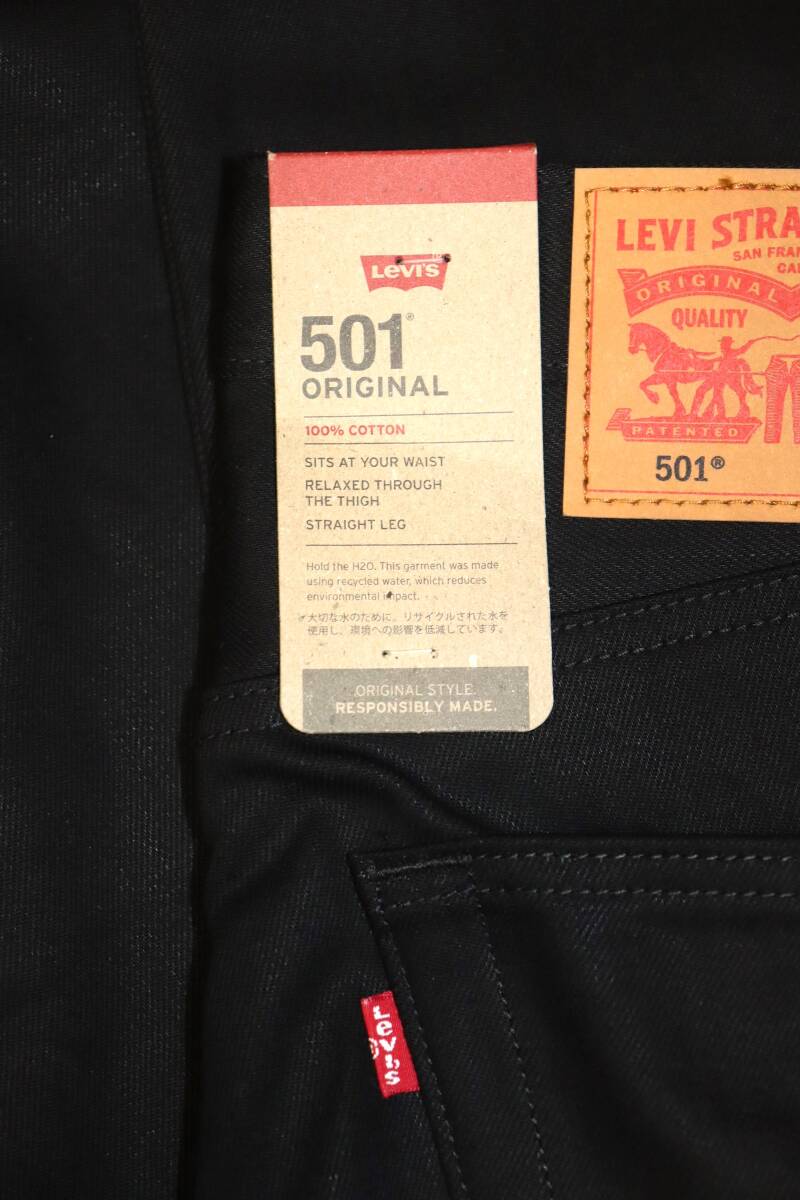 Levi's
501®
ORIGINAL
100% COTTON
SITS AT YOUR WAIST
RELAXED THROUGH
THE THIGH
STRAIGHT LEG
Hold the H2O. This garment was made
using recycled water, which reduces
environmental impact.
大切な水のために、リサイクルされた水を
使用し、環境への影響を低減しています。
ORIGINAL STYLE.
RESPONSIBLY MADE.
LEVI STRA
SAN FRAN
CA
ORIGINAL
QUALITY
PATENTED
501®
Levi's
®